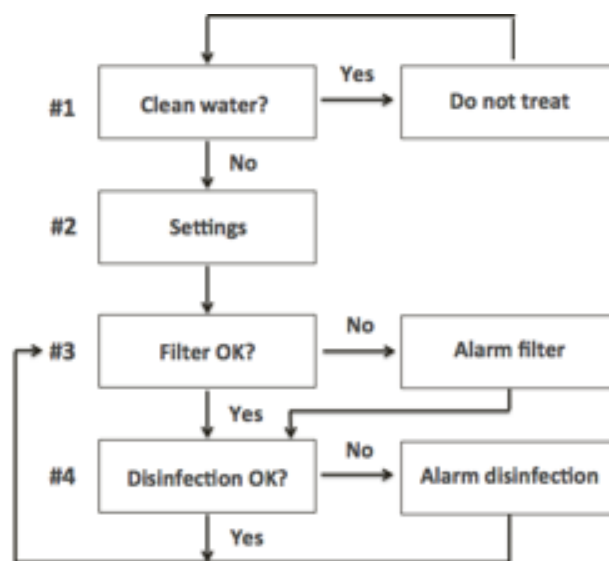 Yes
#1
Clean water?
Do not treat
No
#2
Settings
No
#3
Filter OK?
Alarm filter
Yes
No
#4
Disinfection OK?
Alarm disinfection
Yes